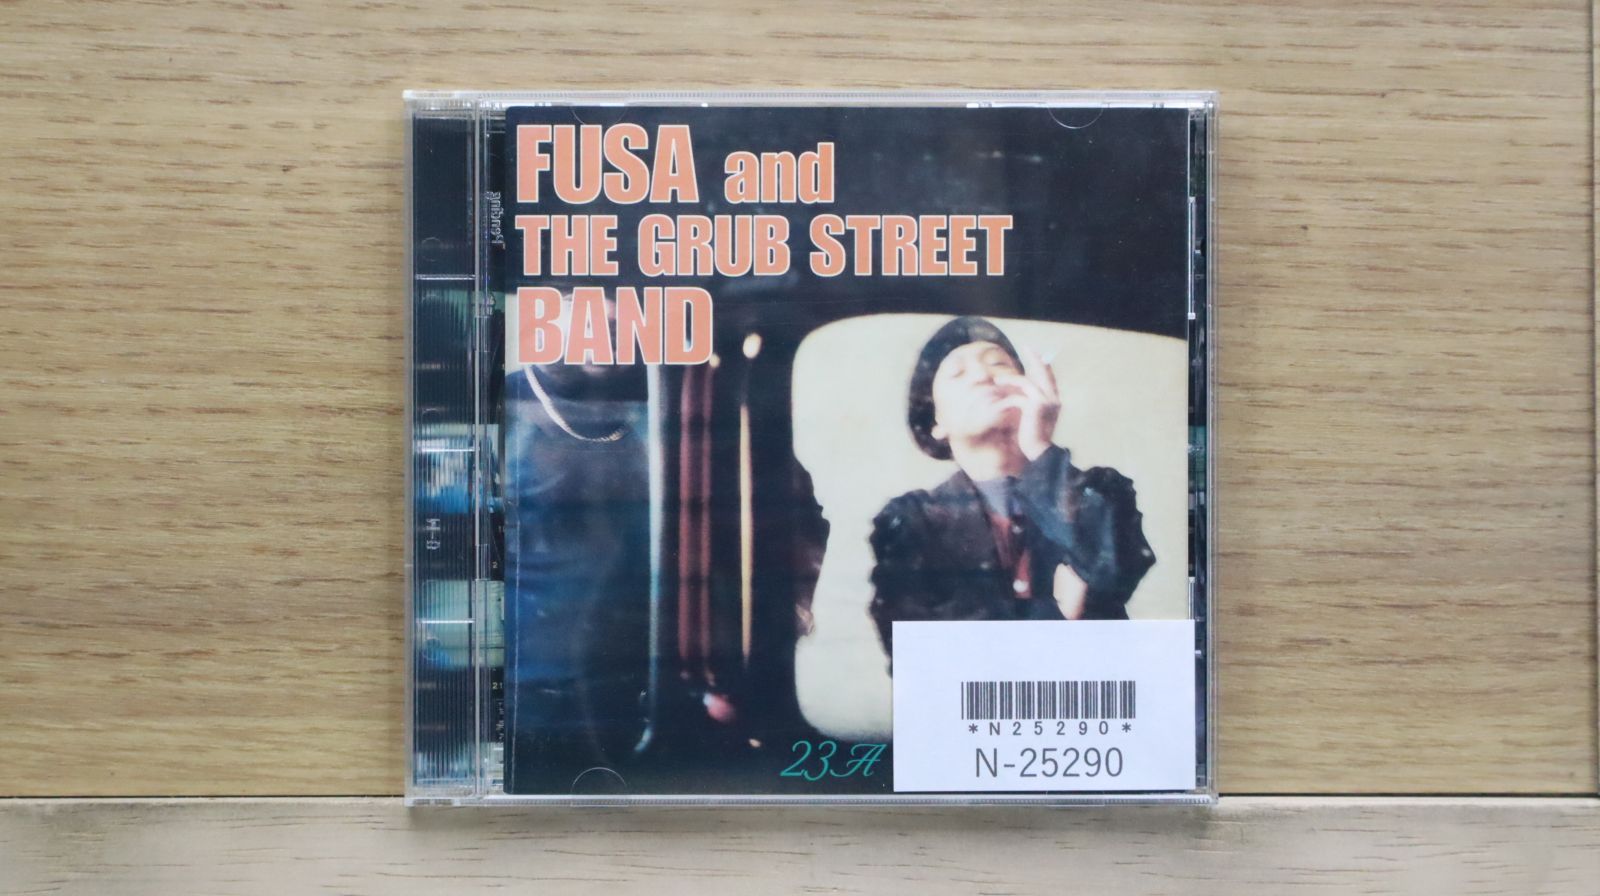 FUSA and
THE GRUB STREET
BAND
23A
*N25290*
N-25290